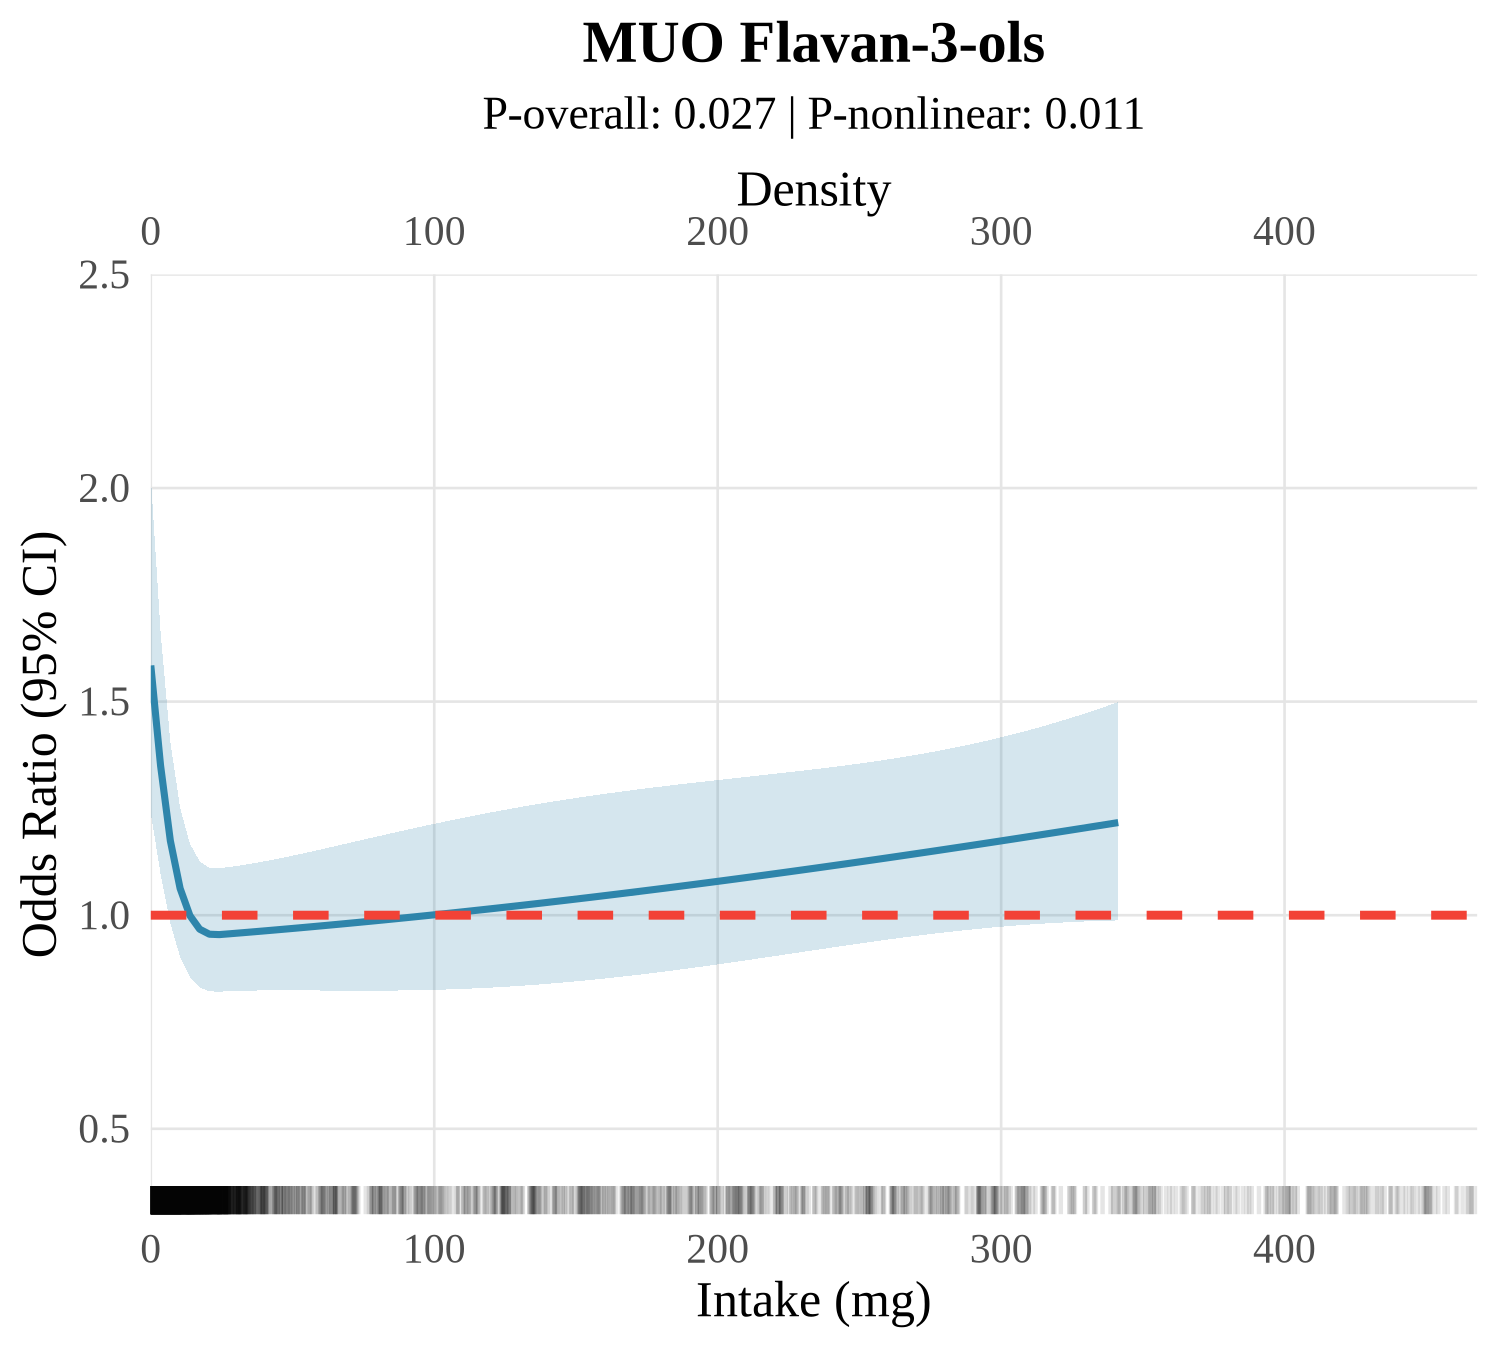 MUO Flavan-3-ols
P-overall: 0.027 | P-nonlinear: 0.011
Density
0 100 200 300 400
2.5
2.0
1.5
1.0
0.5
Odds Ratio (95% CI)
0 100 200 300 400
Intake (mg)